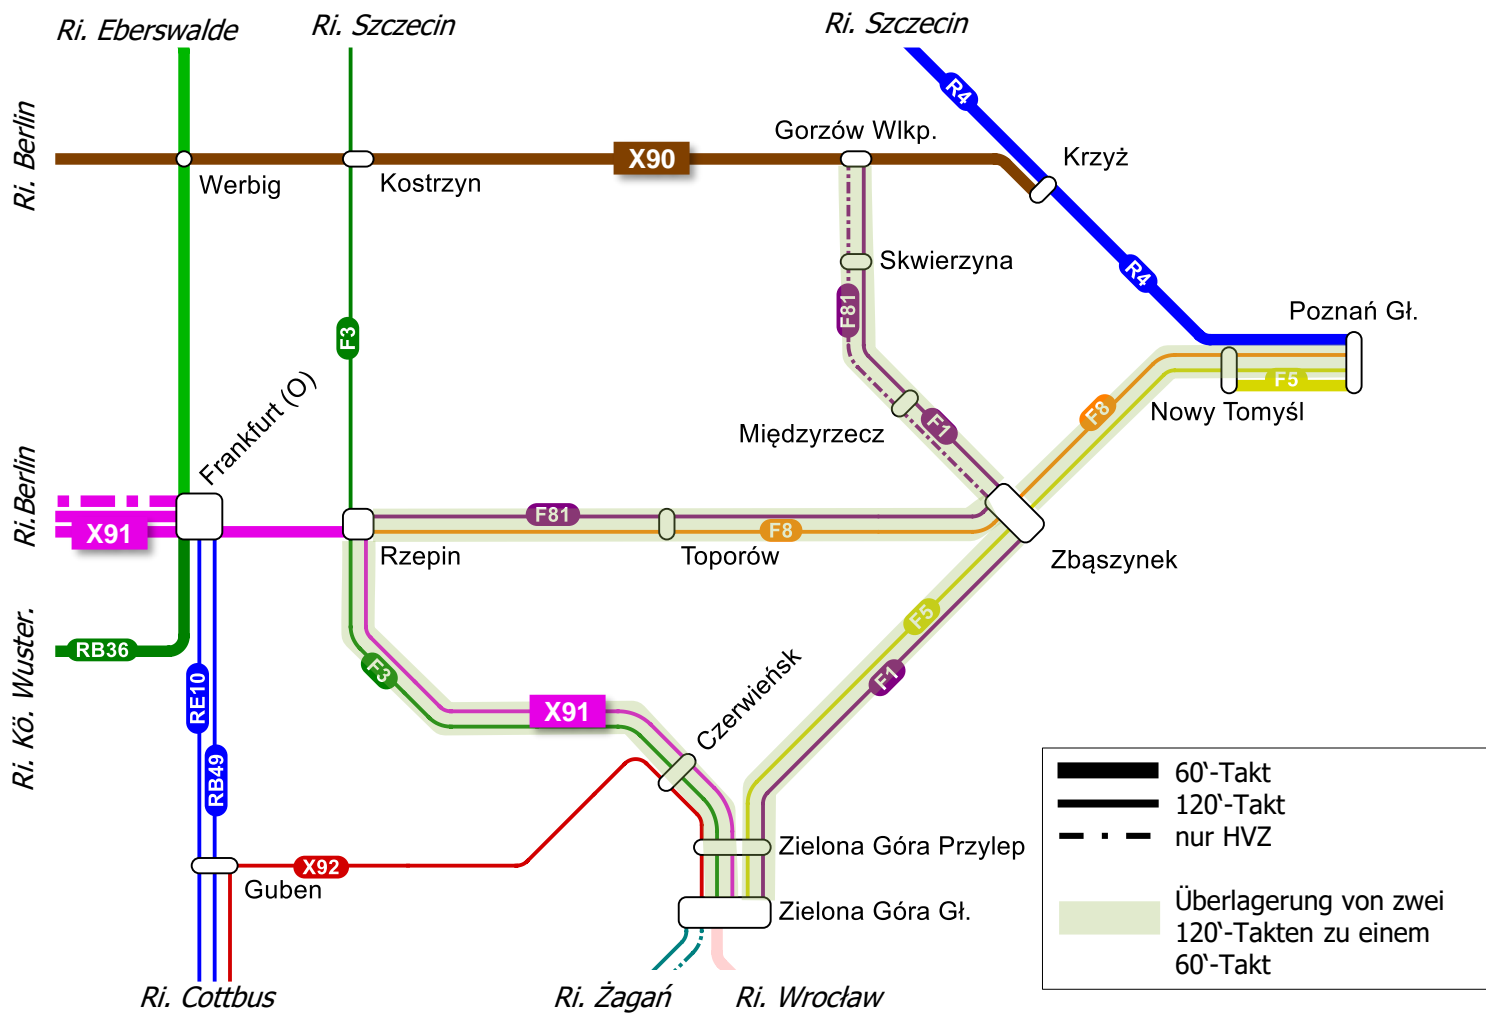 Ri. Eberswalde
Ri. Szczecin
Ri. Szczecin
R4
Ri. Berlin
Gorzów Wlkp.
Krzyż
X90
Werbig
Kostrzyn
Skwierzyna
R4
F81
Poznań Gł.
F3
F5
Nowy Tomyśl
F8
Frankfurt (O)
Międzyrzecz
F1
Ri.Berlin
X91
F81
F8
Rzepin
Toporów
Zbąszynek
F5
RB36
F3
F1
Ri. Kö. Wuster.
RE10
X91
Czerwieńsk
RB49
X92
Guben
Zielona Góra Przylep
Zielona Góra Gł.
Ri. Cottbus
Ri. Żagań
Ri. Wrocław
60‘-Takt
120‘-Takt
nur HVZ
Überlagerung von zwei
120‘-Takten zu einem
60‘-Takt